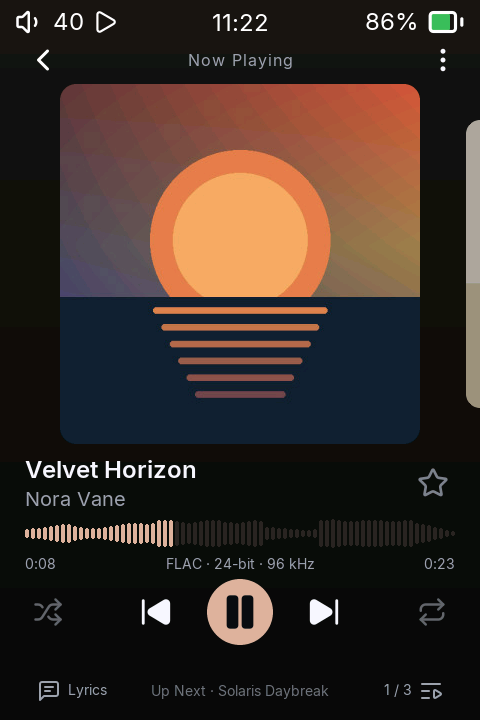 40 11:22 86%
Now Playing
Velvet Horizon
Nora Vane
0:08 FLAC · 24-bit · 96 kHz 0:23
Lyrics Up Next · Solaris Daybreak 1 / 3